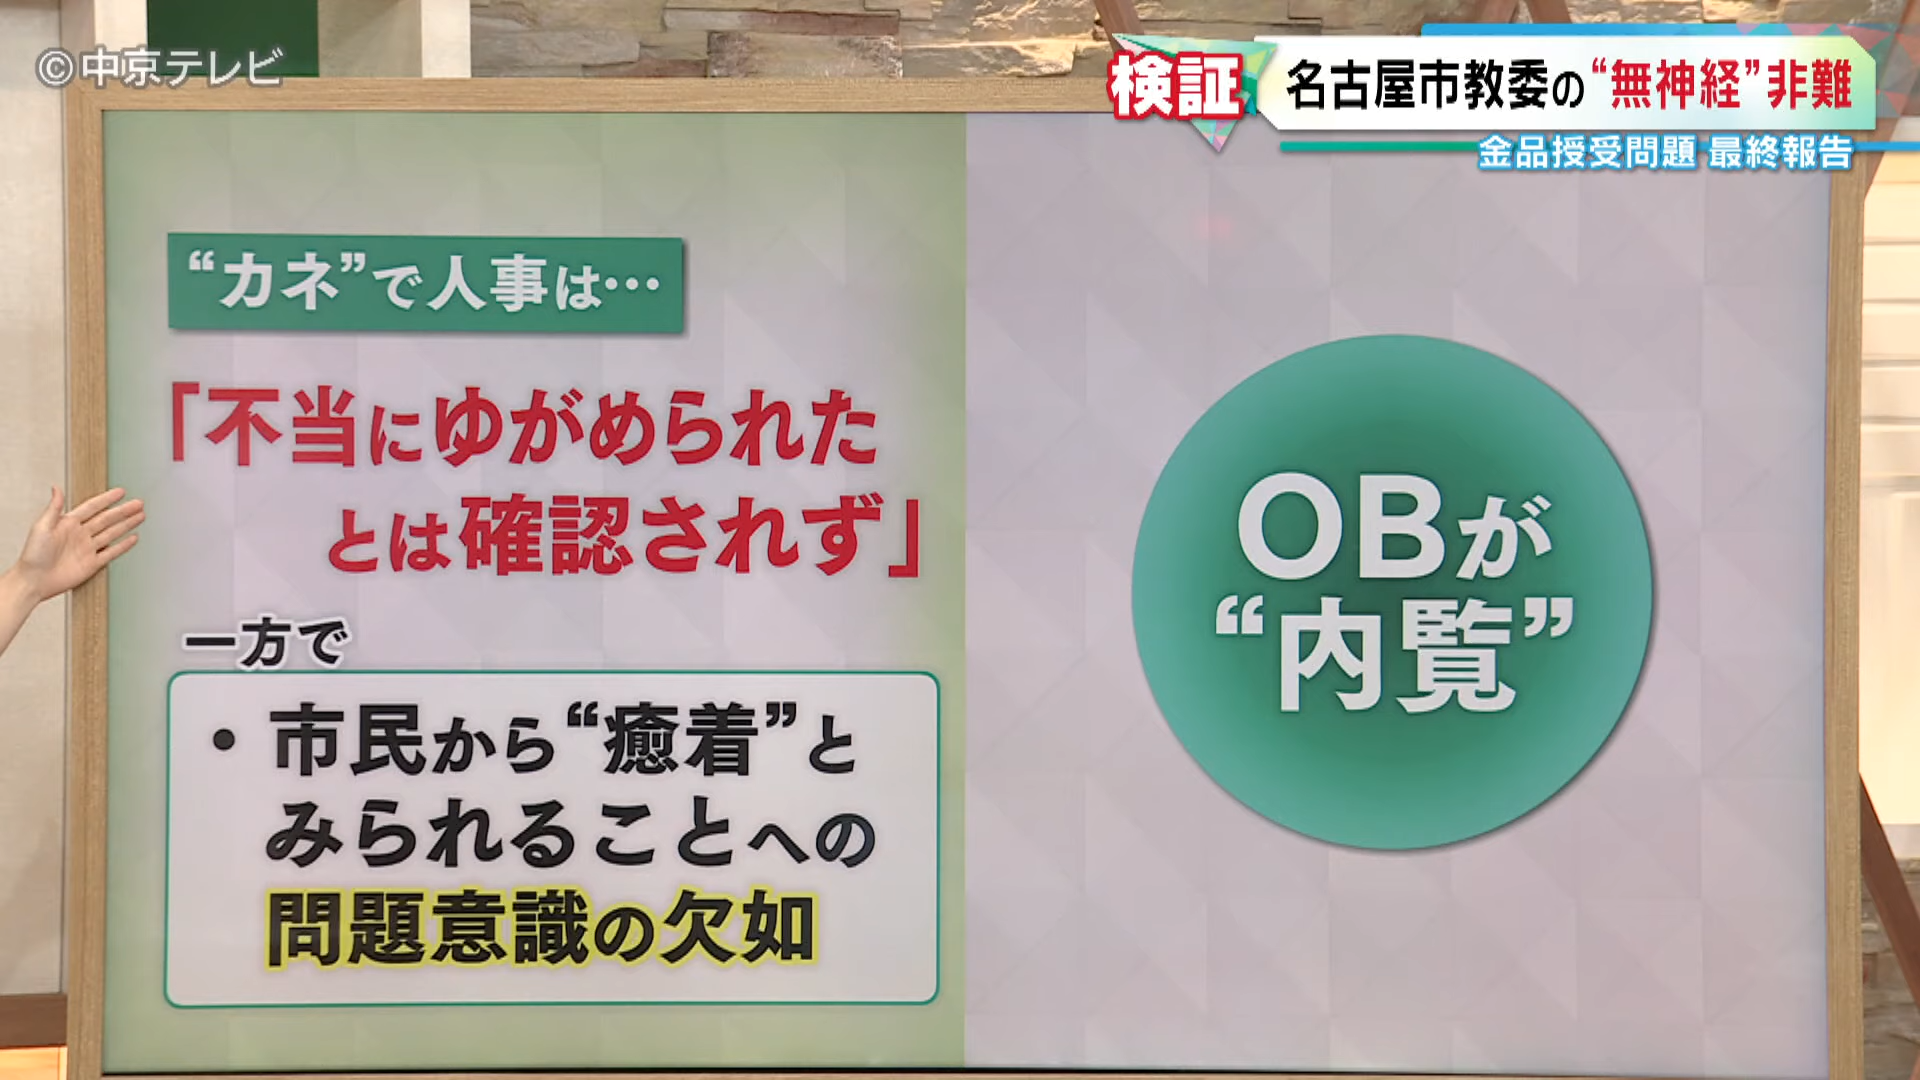 ©中京テレビ
検証
名古屋市教委の“無神経”非難
金品授受問題 最終報告
“カネ”で人事は…
「不当にゆがめられた
とは確認されず」
一方で
・市民から“癒着”と
みられることへの
問題意識の欠如
OBが
“内覧”